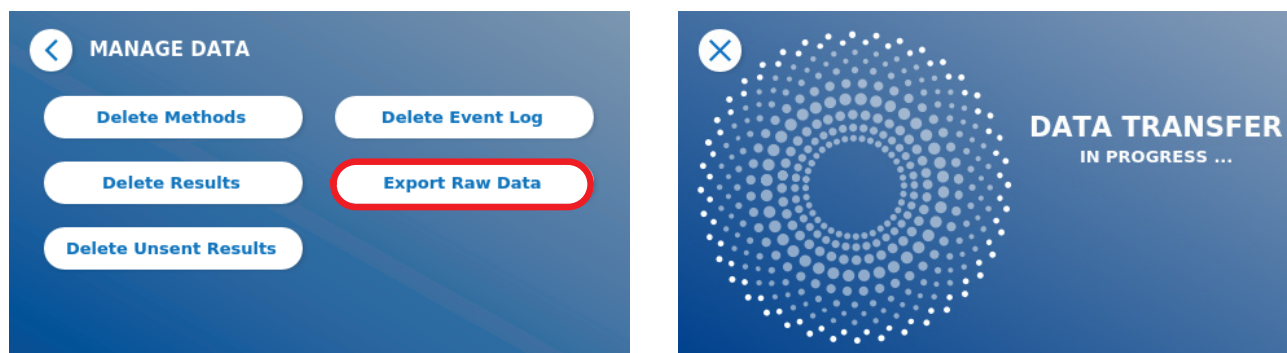 MANAGE DATA
Delete Methods
Delete Event Log
Delete Results
Export Raw Data
Delete Unsent Results
DATA TRANSFER
IN PROGRESS ...